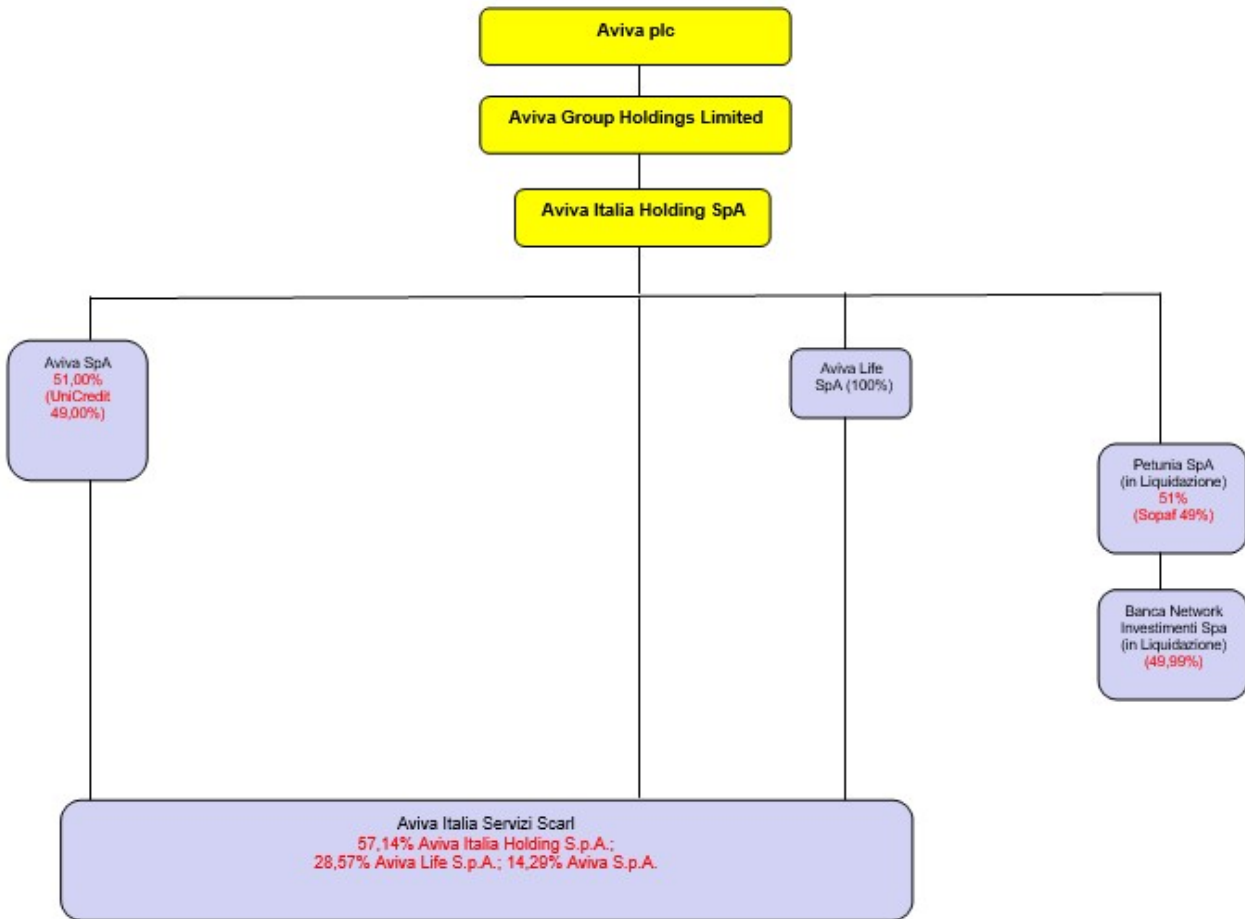 Aviva plc
Aviva Group Holdings Limited
Aviva Italia Holding SpA
Aviva SpA
51,00%
(UniCredit
49,00%)
Aviva Life
SpA (100%)
Petunia SpA
(in Liquidazione)
51%
(Sopaf 49%)
Banca Network
Investimenti Spa
(in Liquidazione)
(49,99%)
Aviva Italia Servizi Scarl
57,14% Aviva Italia Holding S.p.A.;
28,57% Aviva Life S.p.A.; 14,29% Aviva S.p.A.